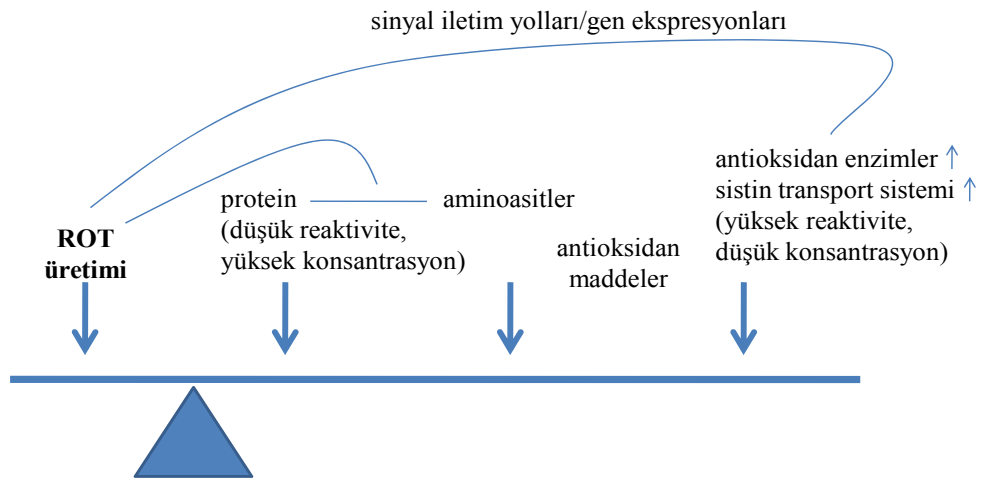 sinyal iletim yolları/gen ekspresyonları
ROT
üretimi
protein
(düşük reaktivite,
yüksek konsantrasyon)
aminoasitler
antioksidan
maddeler
antioksidan enzimler ↑
sistin transport sistemi ↑
(yüksek reaktivite,
düşük konsantrasyon)